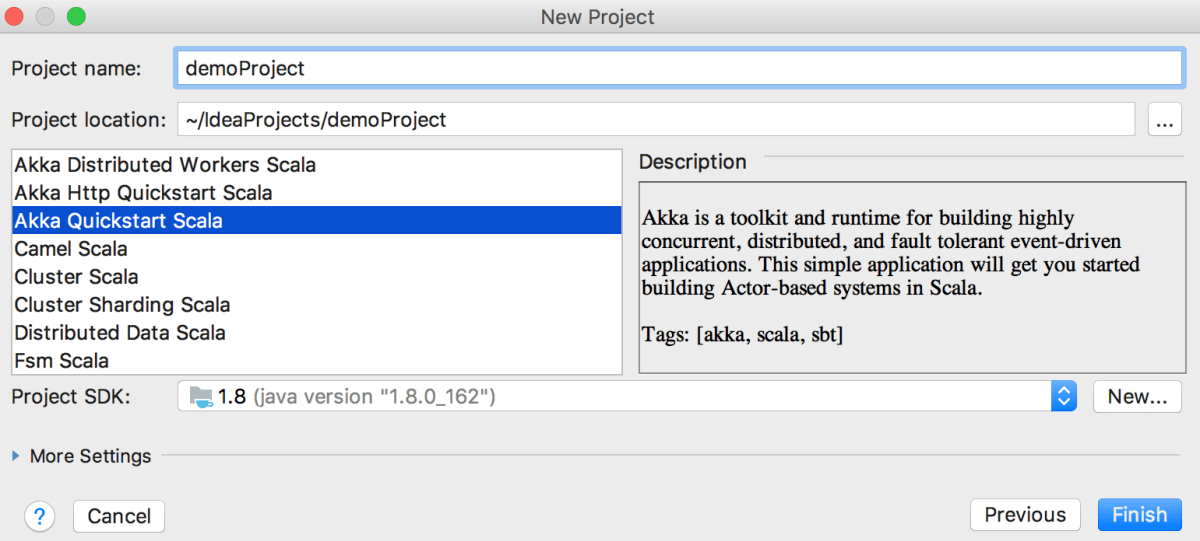 New Project
Project name:
demoProject
Project location:
~/IdeaProjects/demoProject
...
Akka Distributed Workers Scala
Akka Http Quickstart Scala
Akka Quickstart Scala
Camel Scala
Cluster Scala
Cluster Sharding Scala
Distributed Data Scala
Fsm Scala
Description
Akka is a toolkit and runtime for building highly
concurrent, distributed, and fault tolerant event-driven
applications. This simple application will get you started
building Actor-based systems in Scala.
Tags: [akka, scala, sbt]
Project SDK:
1.8 (java version "1.8.0_162")
New...
More Settings
?
Cancel
Previous
Finish